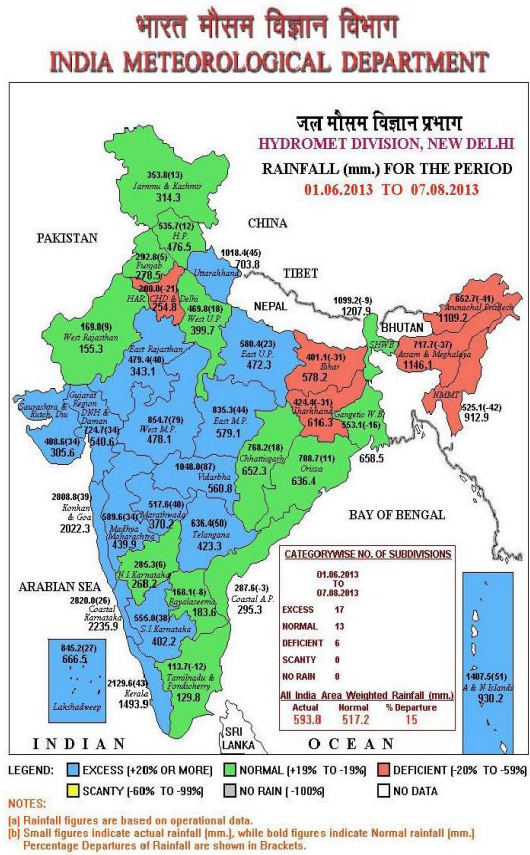 भारत मौसम विज्ञान विभाग
INDIA METEOROLOGICAL DEPARTMENT
जल मौसम विज्ञान प्रभाग
HYDROMET DIVISION, NEW DELHI
RAINFALL (mm.) FOR THE PERIOD
01.06.2013 TO 07.08.2013
353.8(13)
Jammu & Kashmir
314.3
CHINA
535.7(12)
H.P.
476.5
PAKISTAN
292.8(5)
Punjab
278.5
1018.4(45)
Uttarakhand
703.8
TIBET
200.8(-21)
HAR. CHD & Delhi
254.8
NEPAL
469.8(18)
West U.P.
399.7
169.0(9)
West Rajasthan
155.3
1099.2(-9)
1207.9
BHUTAN
652.7(-41)
Arunachal Pradesh
1109.2
SHWB
717.7(-37)
Assam & Meghalaya
1146.1
East Rajasthan
479.4(40)
343.1
580.4(23)
East U.P.
472.3
401.1(-31)
Bihar
578.2
NMMT
525.1(-42)
912.9
Saurashtra &
Kutch, Diu
408.6(34)
305.6
Gujarat
Region
DNH &
Daman
724.7(34)
540.6
854.7(79)
West M.P.
478.1
835.3(44)
East M.P.
579.1
424.4(-31)
Jharkhand
616.3
Gangetic W.B
553.1(-16)
658.5
768.2(18)
Chhattisgarh
652.3
708.7(11)
Orissa
636.4
1048.0(87)
Vidarbha
560.8
2808.8(39)
Konkan
& Goa
2022.3
517.6(40)
Marathwada
370.2
589.6(34)
Madhya
Maharashtra
439.9
636.4(50)
Telangana
423.3
BAY OF BENGAL
285.3(6)
N.I.Karnataka
268.2
ARABIAN SEA
2820.0(26)
Coastal
Karnataka
2235.9
168.1(-8)
Rayalaseema
183.6
287.6(-3)
Coastal A.P.
295.3
555.0(38)
S.I.Karnataka
402.2
CATEGORYWISE NO. OF SUBDIVISIONS
01.06.2013
TO
07.08.2013
EXCESS 17
NORMAL 13
DEFICIENT 6
SCANTY 0
NO RAIN 0
All India Area Weighted Rainfall (mm.)
Actual Normal % Departure
593.8 517.2 15
845.2(27)
666.5
Lakshadweep
2129.6(43)
Kerala
1493.9
113.7(-12)
Tamilnadu &
Pondicherry
129.8
1407.5(51)
A & N Islands
930.2
SRI
LANKA
INDIAN OCEAN
LEGEND: EXCESS (+20% OR MORE) NORMAL (+19% TO -19%) DEFICIENT (-20% TO -59%)
SCANTY (-60% TO -99%) NO RAIN (-100%) NO DATA
NOTES:
(a) Rainfall figures are based on operational data.
(b) Small figures indicate actual rainfall (mm.), while bold figures indicate Normal rainfall (mm.)
Percentage Departures of Rainfall are shown in Brackets.